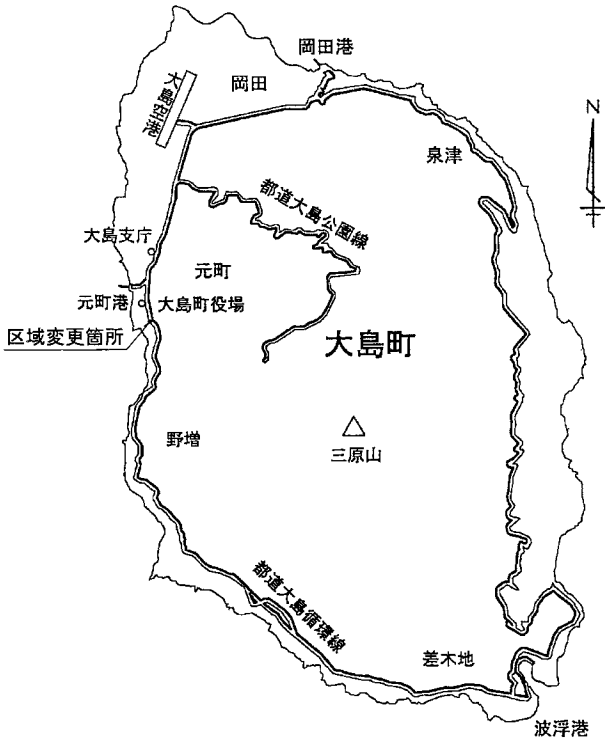 岡田港
岡田
大島空港
N
泉津
都道大島公園線
大島支庁
元町
元町港
大島町役場
区域変更箇所
大島町
野増
三原山
都道大島循環線
差木地
波浮港